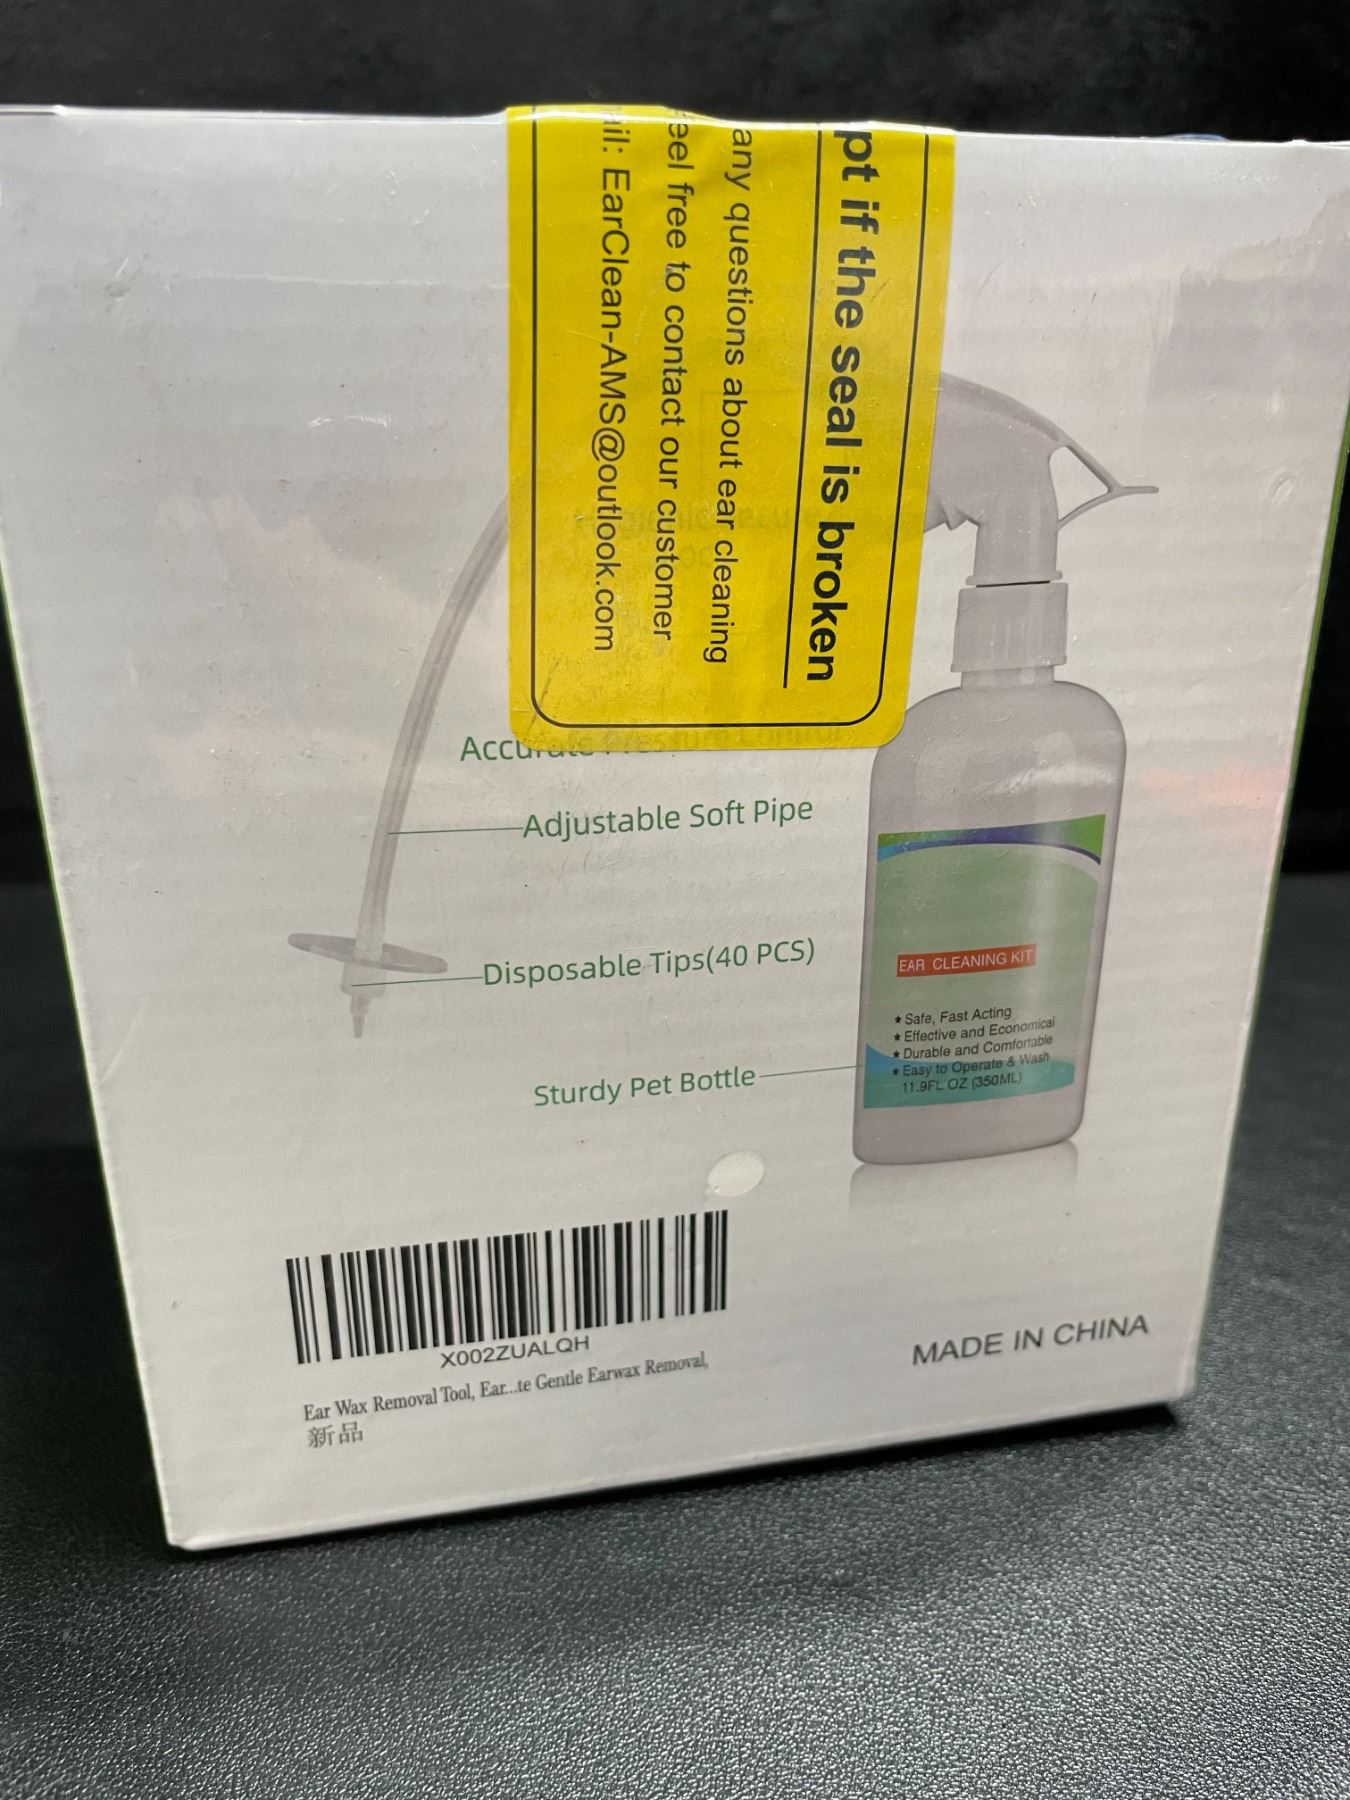 pt if the seal is broken
any questions about ear cleaning
eel free to contact our customer
ail: EarClean-AMS@outlook.com
Accurate Pressure Control
Adjustable Soft Pipe
Disposable Tips(40 PCS)
Sturdy Pet Bottle
EAR CLEANING KIT
★ Safe, Fast Acting
★ Effective and Economical
★ Durable and Comfortable
★ Easy to Operate & Wash
11.9FL OZ (350ML)
X002ZUALQH
Ear Wax Removal Tool, Ear...te Gentle Earwax Removal,
新品
MADE IN CHINA